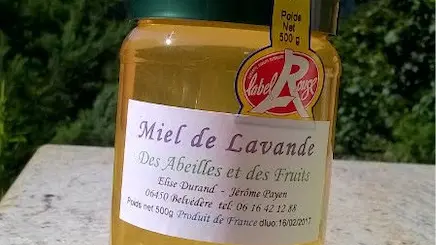 Poids
Net
500 g
label
Rouge
Miel de Lavande
Des Abeilles et des Fruits
Elise Durand - Jérôme Payen
06450 Belvédère tel: 06 16 42 12 88
Poids net 500g Produit de France dluo: 16/02/2017